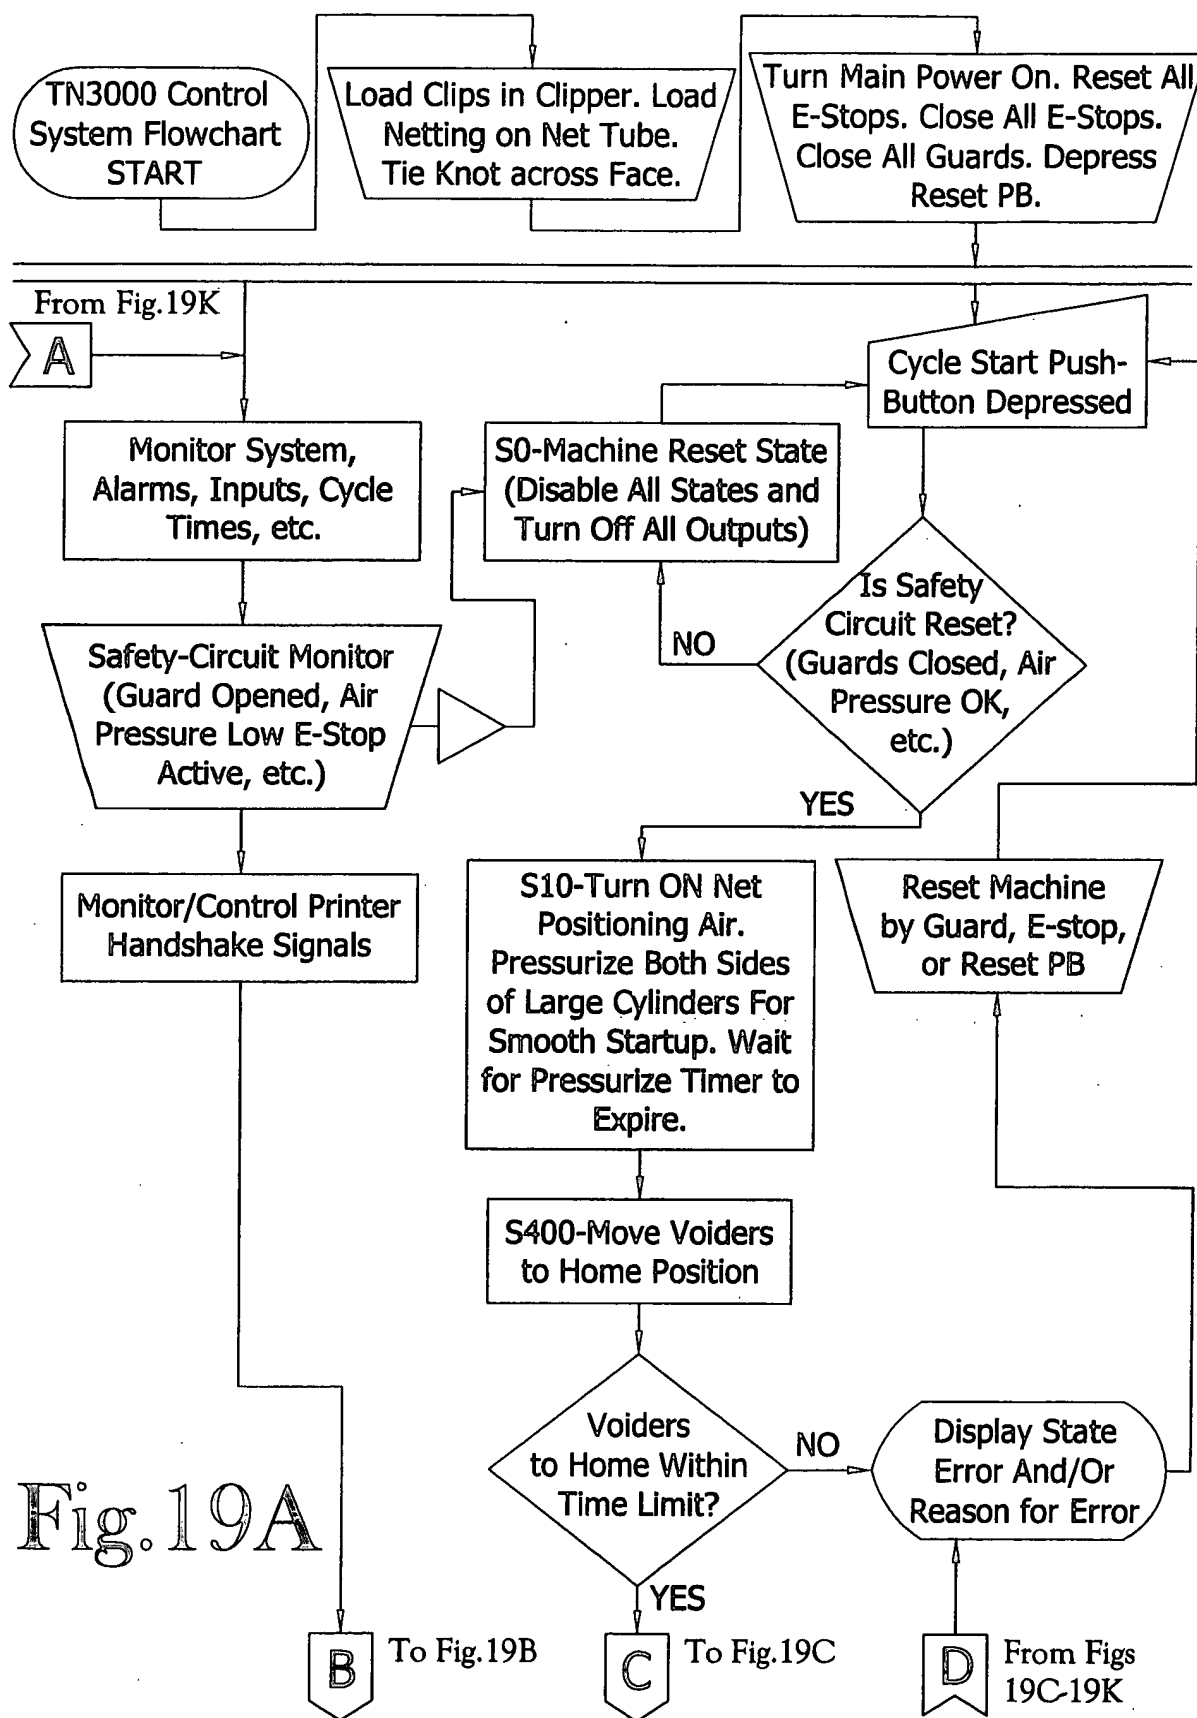 TN3000 Control
System Flowchart
START
Load Clips in Clipper. Load
Netting on Net Tube.
Tie Knot across Face.
Turn Main Power On. Reset All
E-Stops. Close All E-Stops.
Close All Guards. Depress
Reset PB.
From Fig.19K
A
Cycle Start Push-
Button Depressed
Monitor System,
Alarms, Inputs, Cycle
Times, etc.
S0-Machine Reset State
(Disable All States and
Turn Off All Outputs)
Is Safety
Circuit Reset?
(Guards Closed, Air
Pressure OK,
etc.)
NO
YES
Safety-Circuit Monitor
(Guard Opened, Air
Pressure Low E-Stop
Active, etc.)
Monitor/Control Printer
Handshake Signals
S10-Turn ON Net
Positioning Air.
Pressurize Both Sides
of Large Cylinders For
Smooth Startup. Wait
for Pressurize Timer to
Expire.
Reset Machine
by Guard, E-stop,
or Reset PB
S400-Move Voiders
to Home Position
Voiders
to Home Within
Time Limit?
NO
YES
Display State
Error And/Or
Reason for Error
Fig.19A
B
To Fig.19B
C
To Fig.19C
D
From Figs
19C-19K